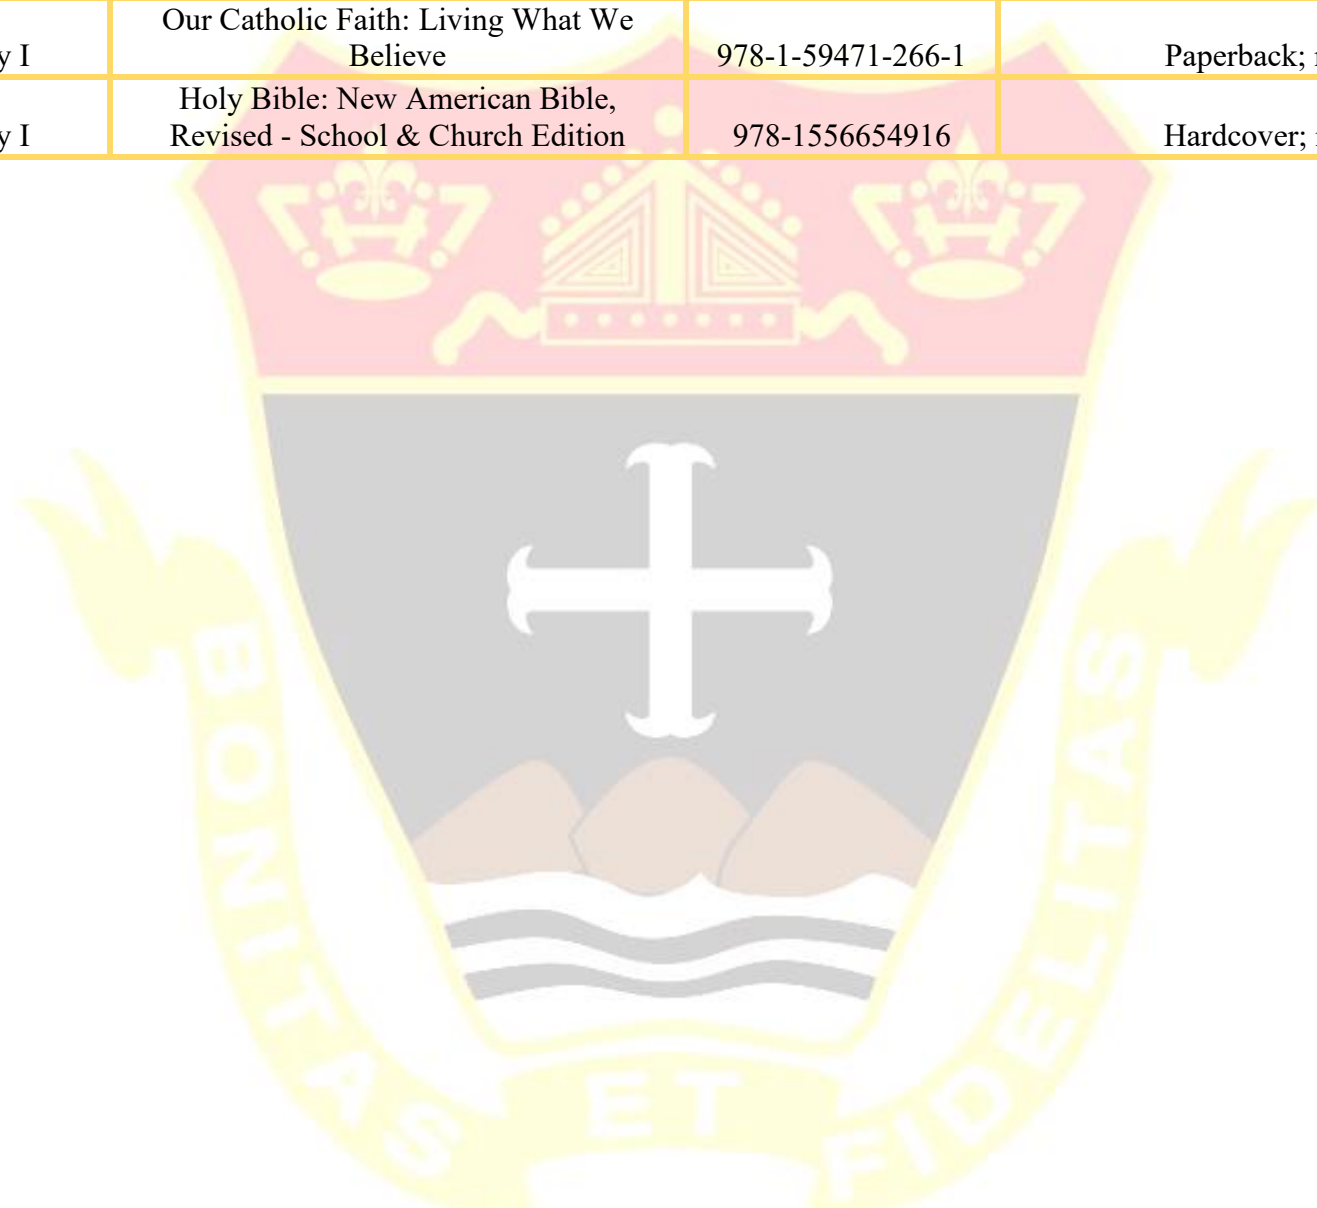 Our Catholic Faith: Living What We
y I Believe 978-1-59471-266-1 Paperback;
Holy Bible: New American Bible,
y I Revised - School & Church Edition 978-1556654916 Hardcover;
BONITAS ET FIDELITAS